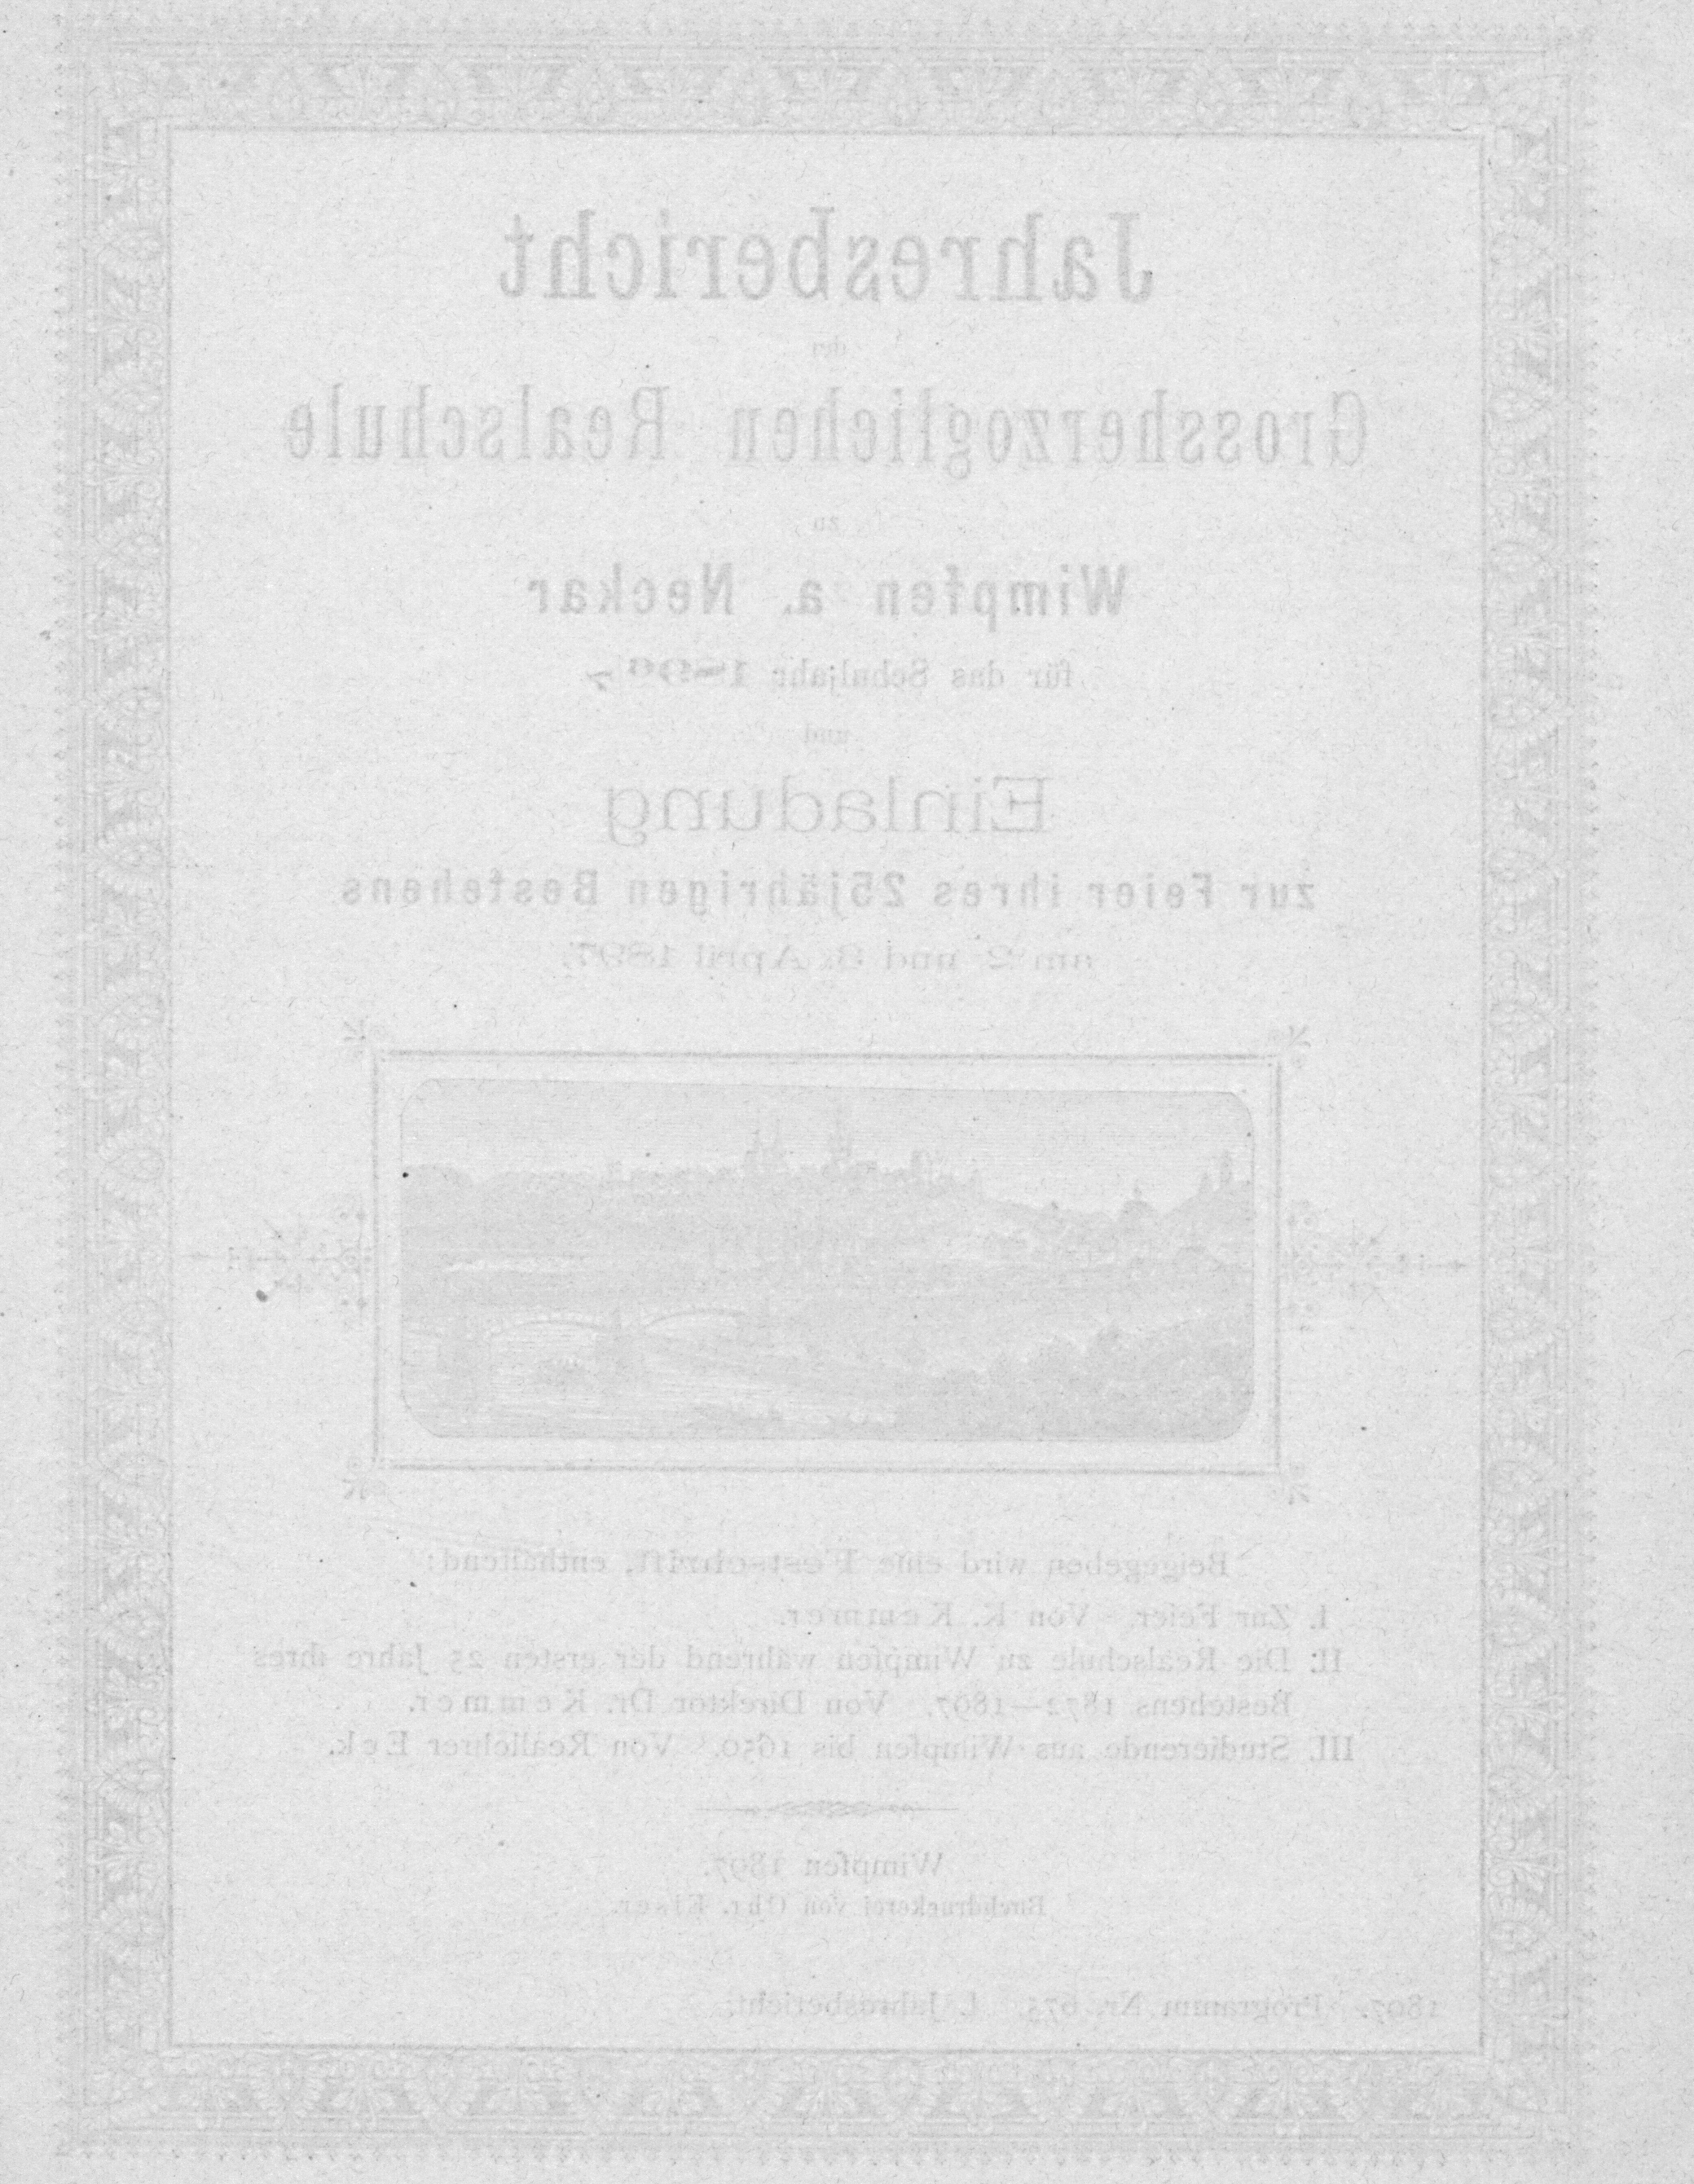 Jahresbericht
der
Grossherzoglichen Realschule
zu
Wimpfen a. Neckar
für das Schuljahr 1896/7
und
Einladung
zur Feier ihres 25jährigen Bestehens
am 2. und 3. April 1897.
Beigegeben wird eine Festschrift, enthaltend:
I. Zur Feier. Von K. Kemmer.
II. Die Realschule zu Wimpfen während der ersten 25 Jahre ihres
Bestehens 1872—1897. Von Direktor Dr. Kemmer.
III. Studierende aus Wimpfen bis 1650. Von Reallehrer Eck.
Wimpfen 1897.
Buchdruckerei von Chr. Elser.
1897. Programm Nr. 675. I. Jahresbericht.